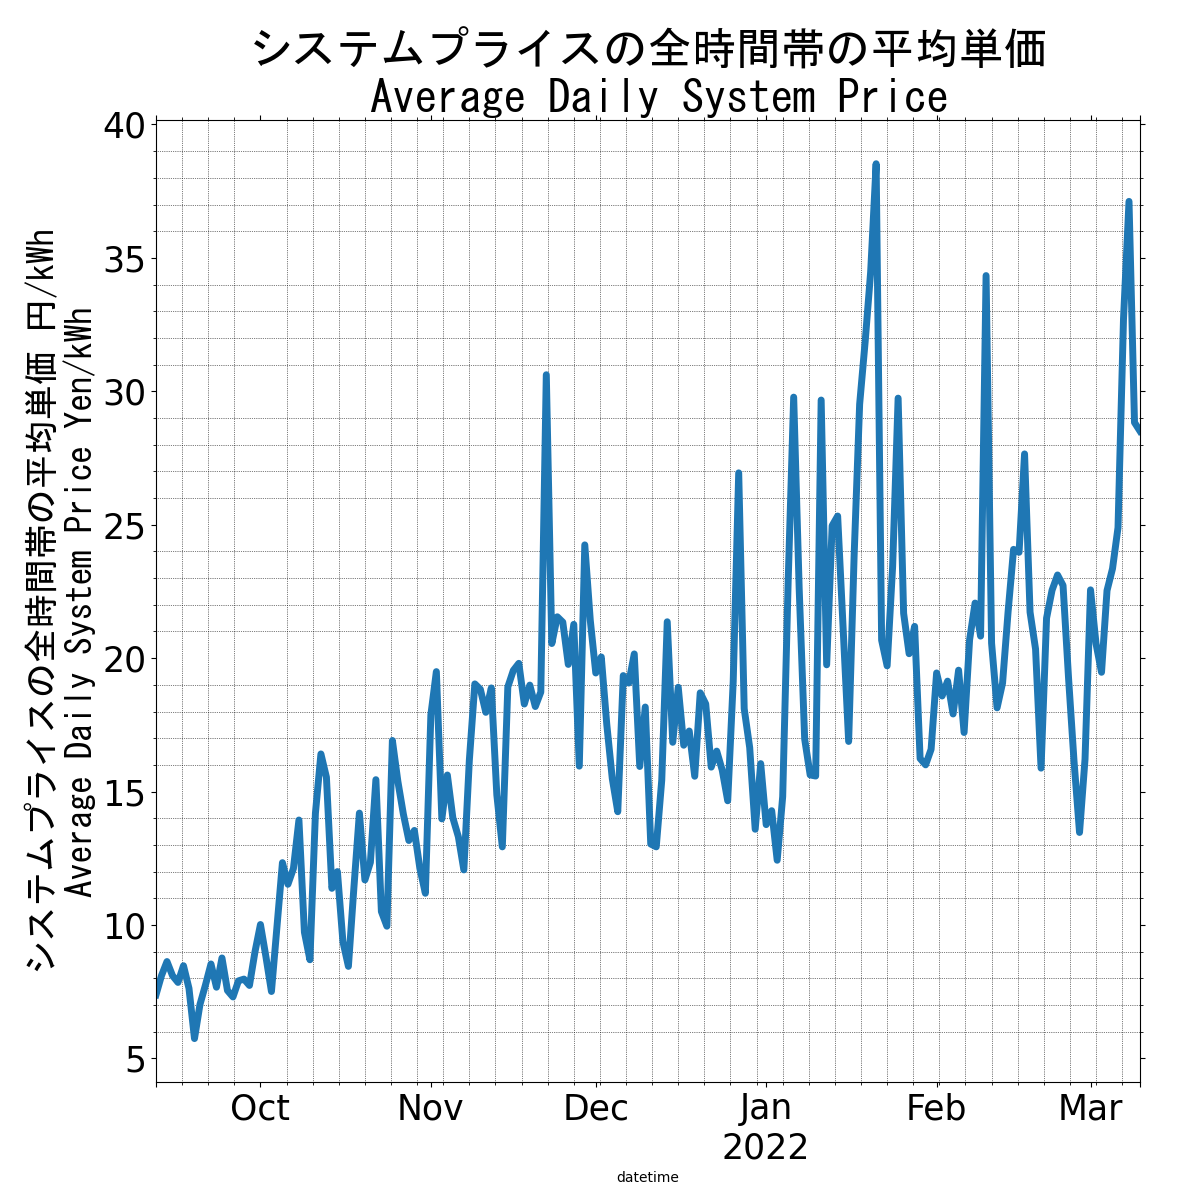 システムプライスの全時間帯の平均単価
Average Daily System Price
システムプライスの全時間帯の平均単価 円/kWh
Average Daily System Price Yen/kWh
40
35
30
25
20
15
10
5
Oct
Nov
Dec
Jan
2022
Feb
Mar
datetime